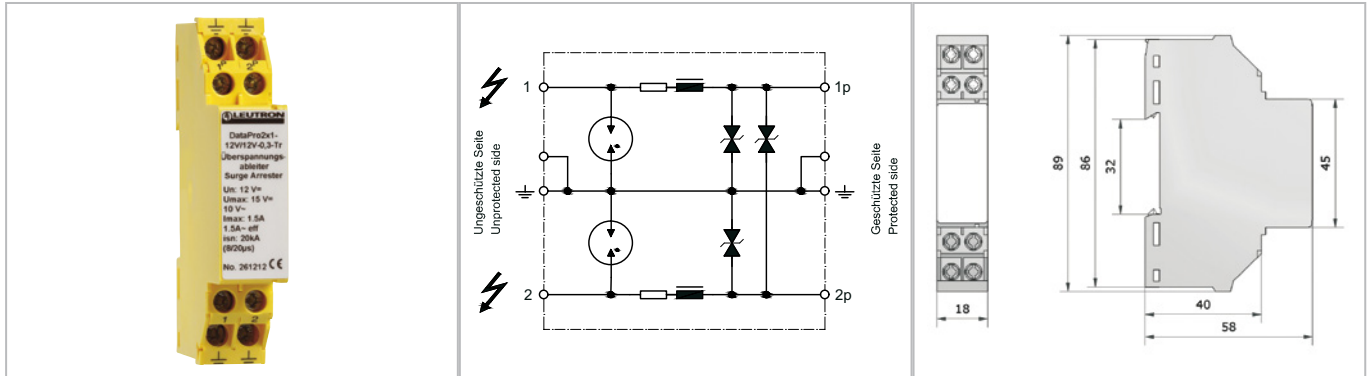 1p 2p
LEUTRON
DataPro2x1-
12V/12V-0,3-Tr
Überspannungs-
ableiter
Surge Arrester
Un: 12 V=
Umax: 15 V=
10 V~
Imax: 1.5A
1.5A~ eff
isn: 20kA
(8/20µs)
No. 261212 CE
1 2
1
1p
Ungeschützte Seite
Unprotected side
Geschützte Seite
Protected side
2
2p
18
89
86
32
45
40
58